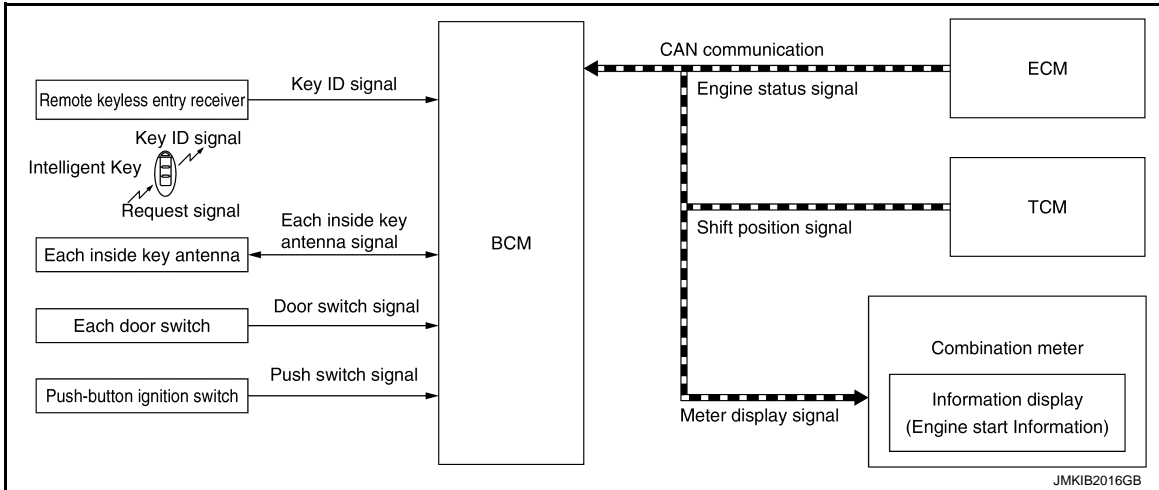 CAN communication
Engine status signal
ECM
Key ID signal
Remote keyless entry receiver
Key ID signal
Intelligent Key
Request signal
Each inside key
antenna signal
Each inside key antenna
BCM
TCM
Shift position signal
Door switch signal
Each door switch
Push switch signal
Push-button ignition switch
Combination meter
Information display
(Engine start Information)
Meter display signal
JMKIB2016GB